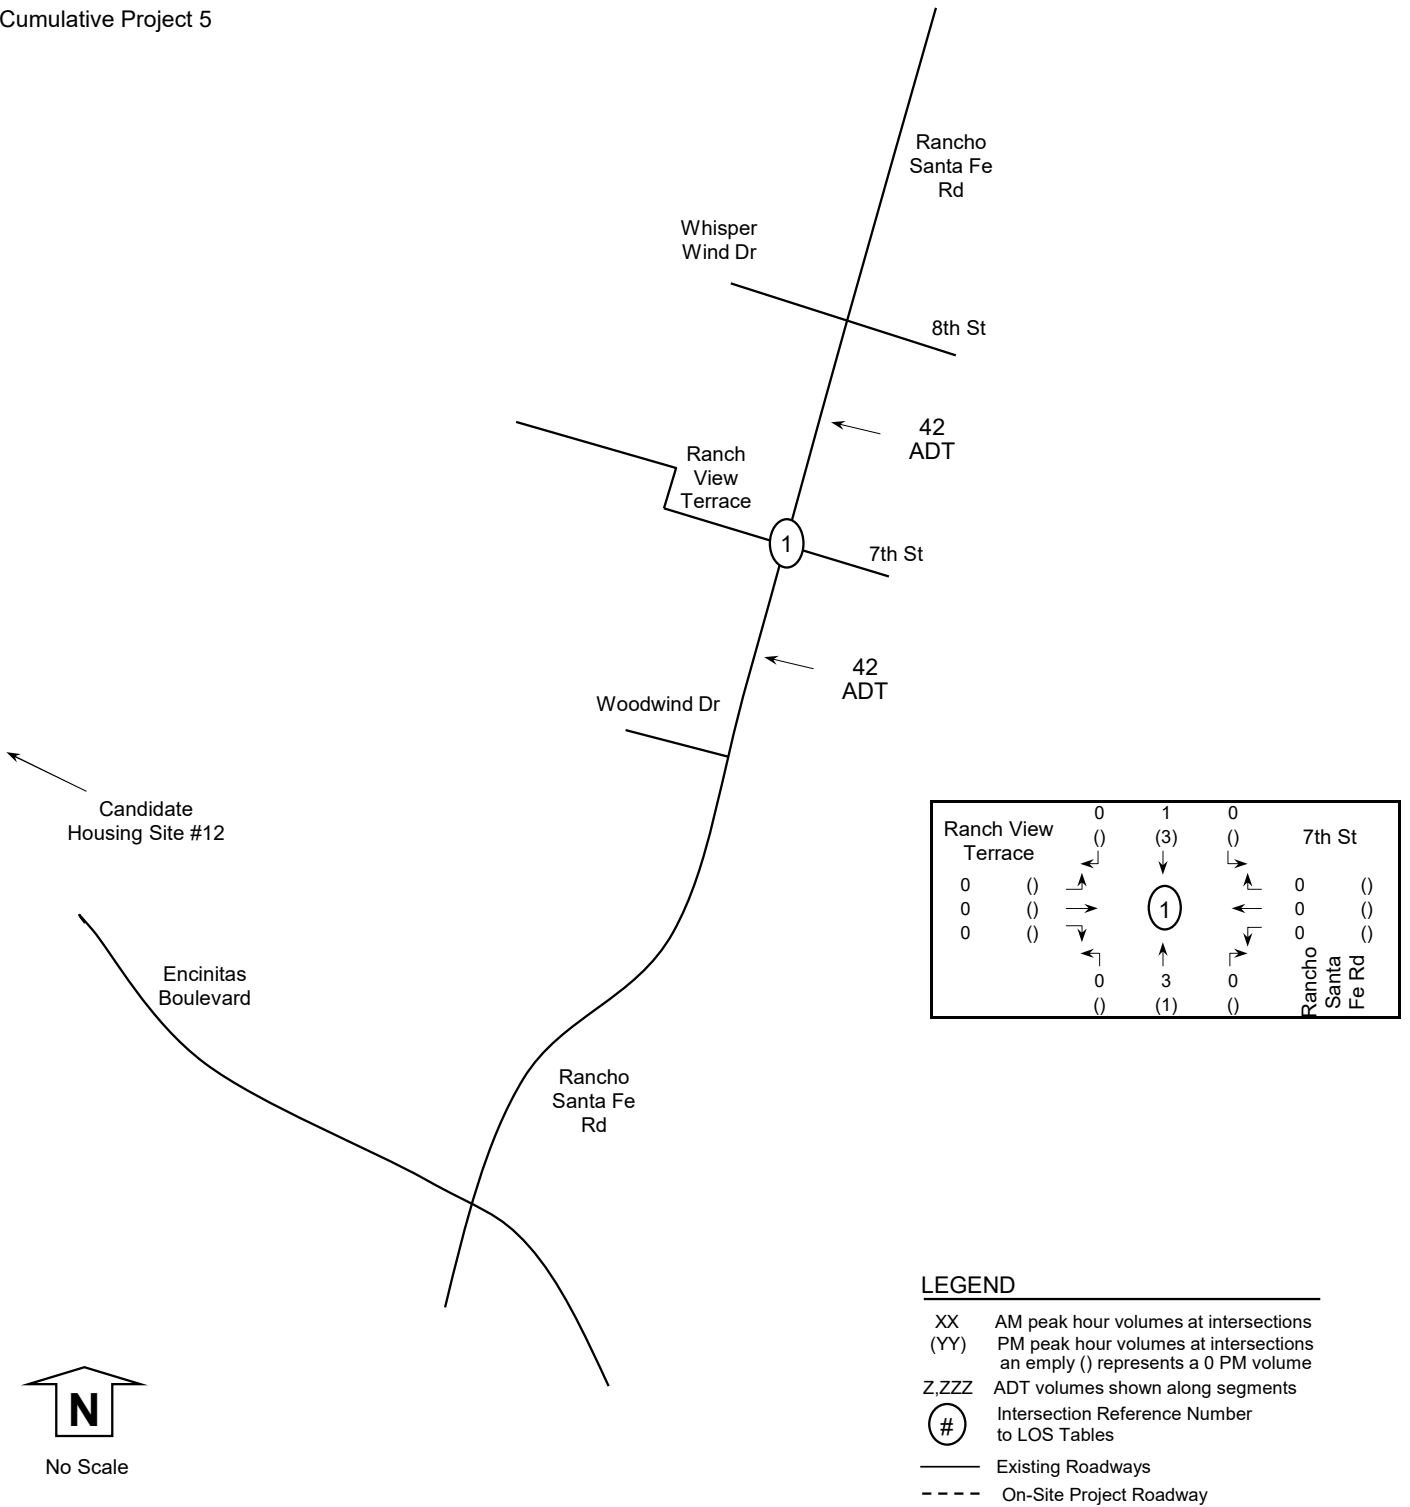 Cumulative Project 5
Rancho
Santa Fe
Rd
Whisper
Wind Dr
8th St
42
ADT
Ranch
View
Terrace
1
7th St
42
ADT
Woodwind Dr
Candidate
Housing Site #12
Encinitas
Boulevard
Rancho
Santa Fe
Rd
0 1 0
Ranch View
Terrace
() (3) ()
7th St
0 () 0 ()
0 () 1 0 ()
0 () 0 ()
0 3 0
() (1) ()
Rancho
Santa
Fe Rd
LEGEND
XX AM peak hour volumes at intersections
(YY) PM peak hour volumes at intersections
an emply () represents a 0 PM volume
Z,ZZZ ADT volumes shown along segments
# Intersection Reference Number
to LOS Tables
Existing Roadways
On-Site Project Roadway
N
No Scale